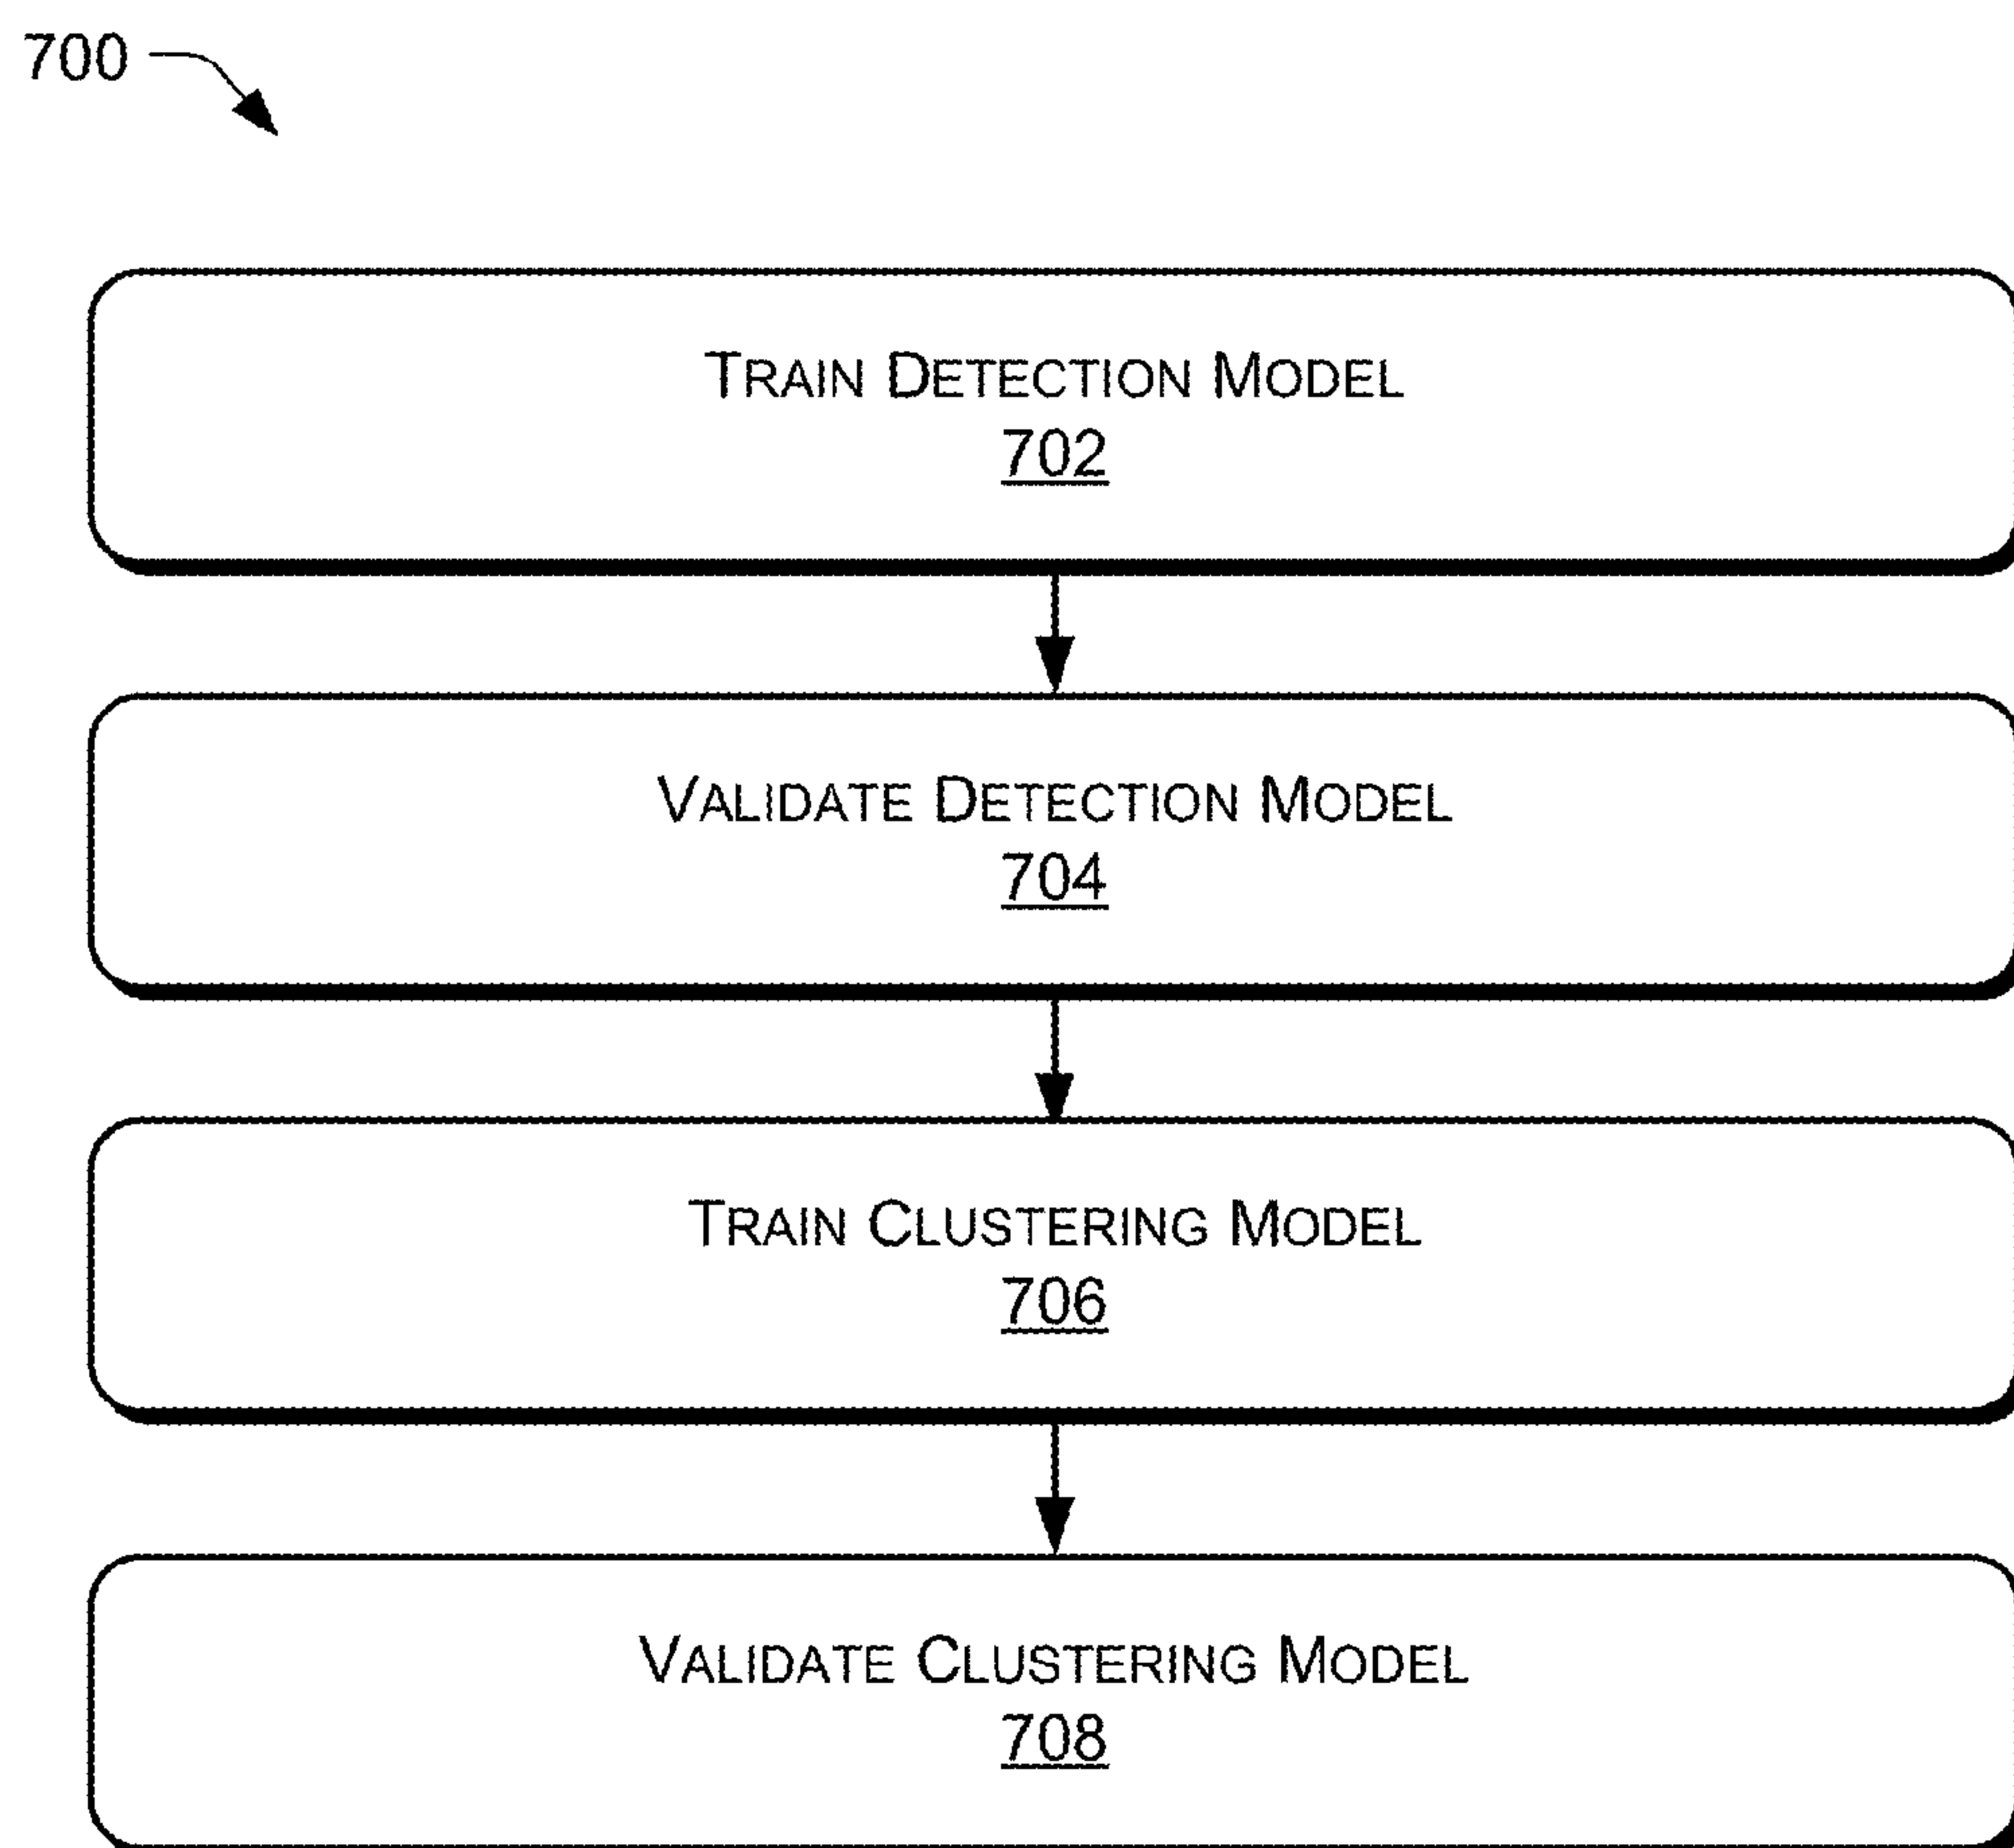 700
TRAIN DETECTION MODEL
702
VALIDATE DETECTION MODEL
704
TRAIN CLUSTERING MODEL
706
VALIDATE CLUSTERING MODEL
708